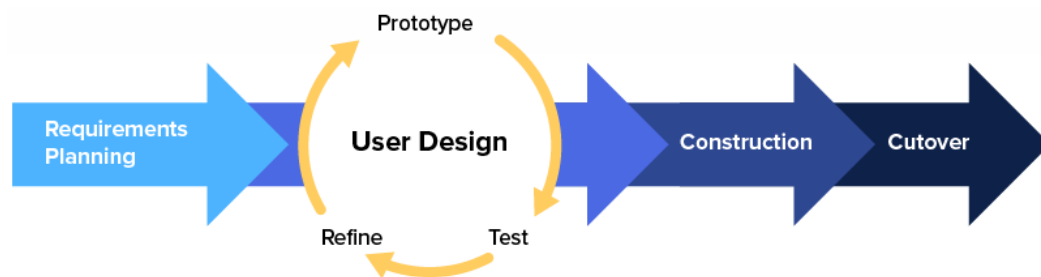 Prototype
Requirements
Planning
User Design
Construction
Cutover
Refine
Test